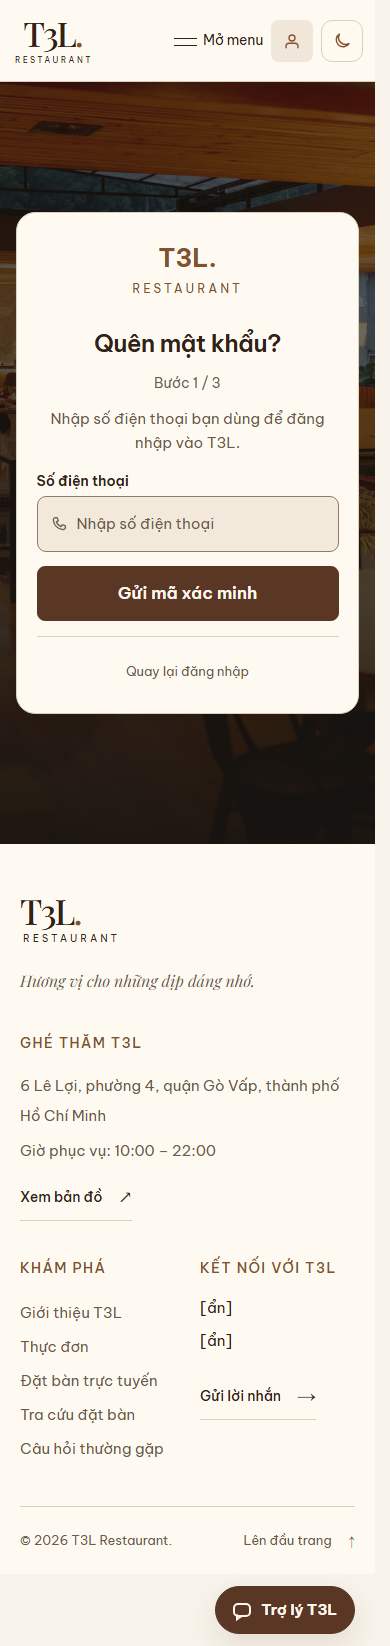 T3L.
RESTAURANT
Mở menu
T3L.
RESTAURANT
Quên mật khẩu?
Bước 1 / 3
Nhập số điện thoại bạn dùng để đăng
nhập vào T3L.
Số điện thoại
Nhập số điện thoại
Gửi mã xác minh
Quay lại đăng nhập
T3L.
RESTAURANT
Hương vị cho những dịp đáng nhớ.
GHÉ THĂM T3L
6 Lê Lợi, phường 4, quận Gò Vấp, thành phố
Hồ Chí Minh
Giờ phục vụ: 10:00 – 22:00
Xem bản đồ ↗
KHÁM PHÁ
Giới thiệu T3L
Thực đơn
Đặt bàn trực tuyến
Tra cứu đặt bàn
Câu hỏi thường gặp
KẾT NỐI VỚI T3L
[ẩn]
[ẩn]
Gửi lời nhắn →
© 2026 T3L Restaurant.
Lên đầu trang ↑
Trợ lý T3L